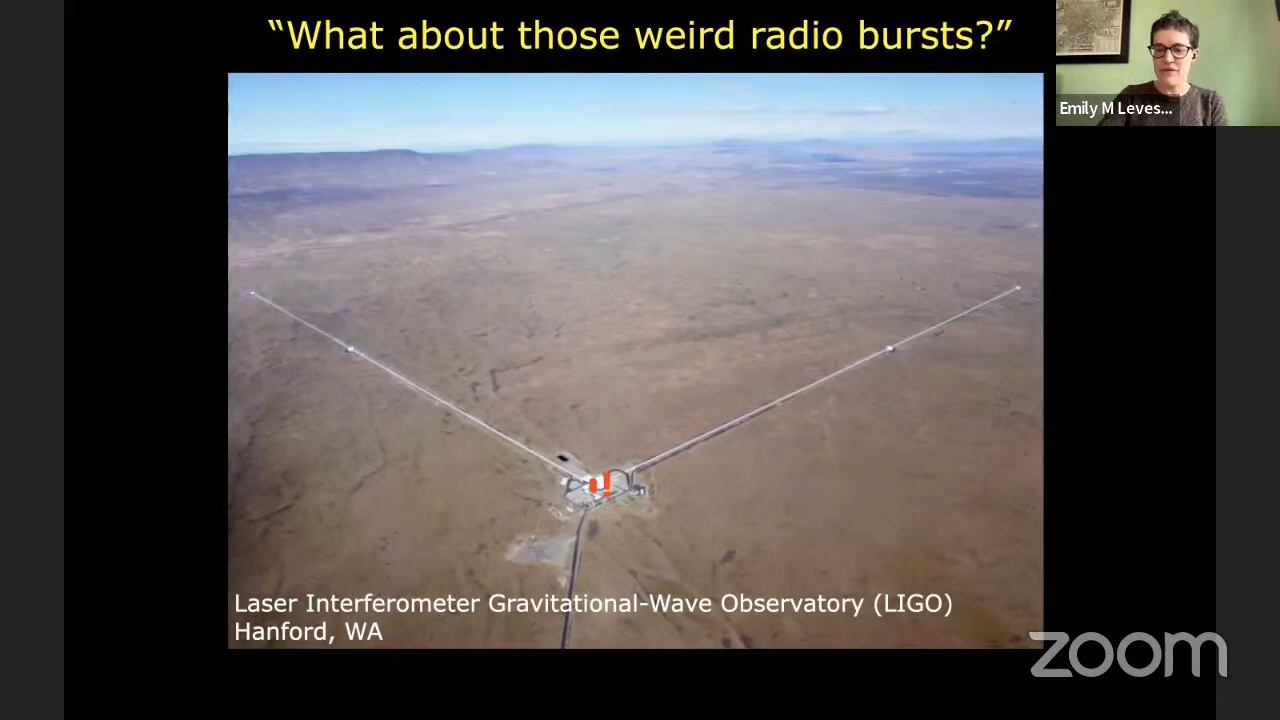 “What about those weird radio bursts?”
Emily M Leves...
!
Laser Interferometer Gravitational-Wave Observatory (LIGO)
Hanford, WA
zoom